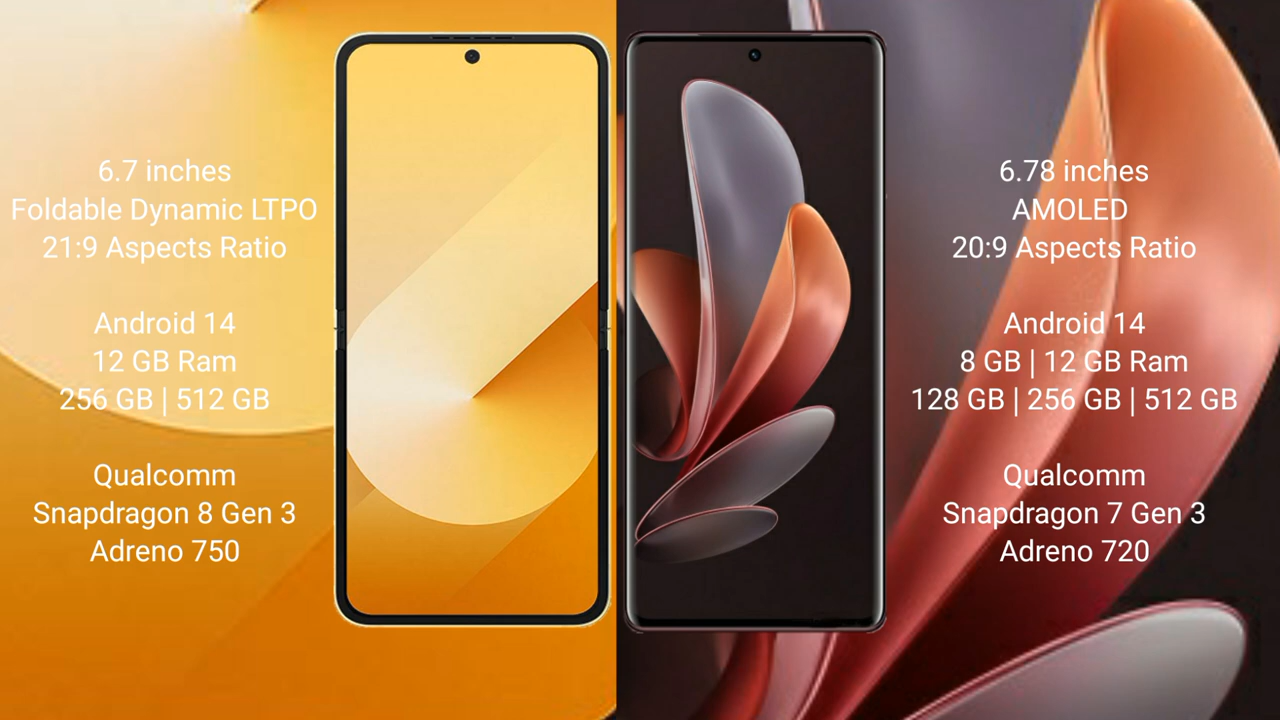 6.7 inches
Foldable Dynamic LTPO
21:9 Aspects Ratio
Android 14
12 GB Ram
256 GB | 512 GB
Qualcomm
Snapdragon 8 Gen 3
Adreno 750
6.78 inches
AMOLED
20:9 Aspects Ratio
Android 14
8 GB | 12 GB Ram
128 GB | 256 GB | 512 GB
Qualcomm
Snapdragon 7 Gen 3
Adreno 720